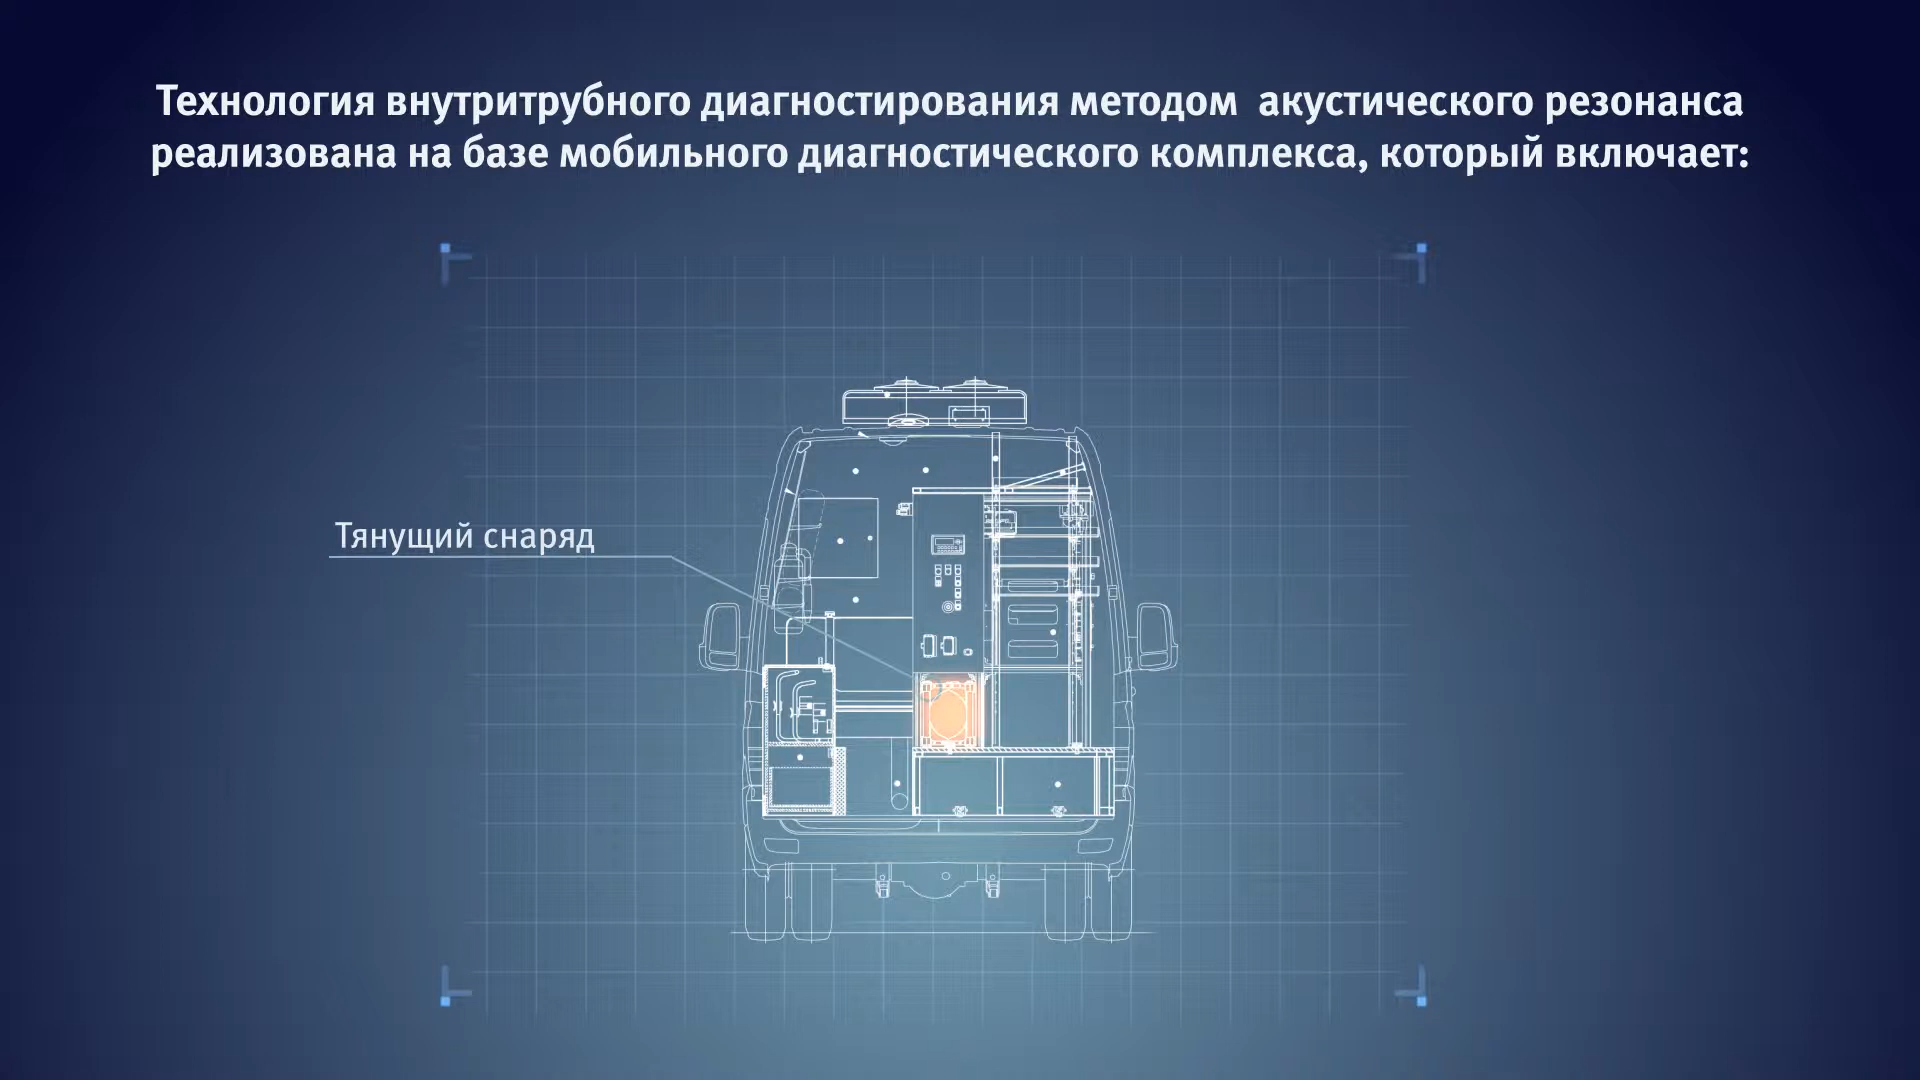 Технология внутритрубного диагностирования методом акустического резонанса
реализована на базе мобильного диагностического комплекса, который включает:
Тянущий снаряд